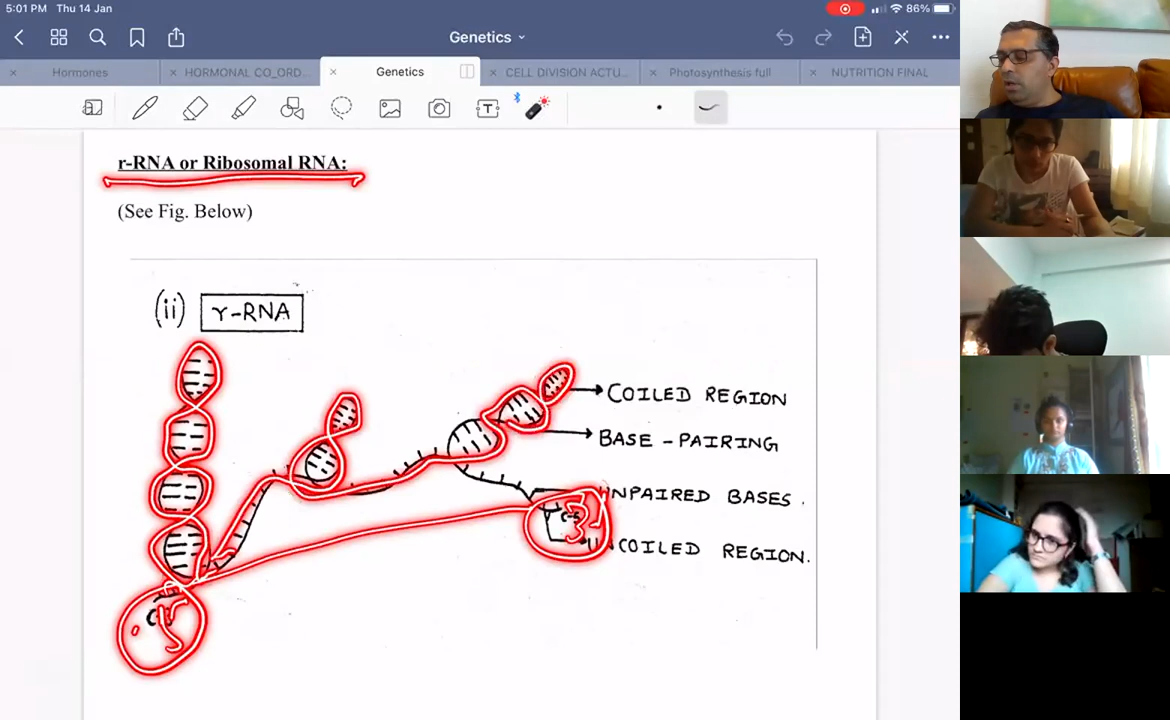 5:01 PM Thu 14 Jan
86%
Genetics
Hormones
HORMONAL CO_ORD...
Genetics
CELL DIVISION ACTU...
Photosynthesis full
NUTRITION FINAL
r-RNA or Ribosomal RNA:
(See Fig. Below)
(ii) r-RNA
COILED REGION
BASE-PAIRING
UNPAIRED BASES.
UNCOILED REGION.